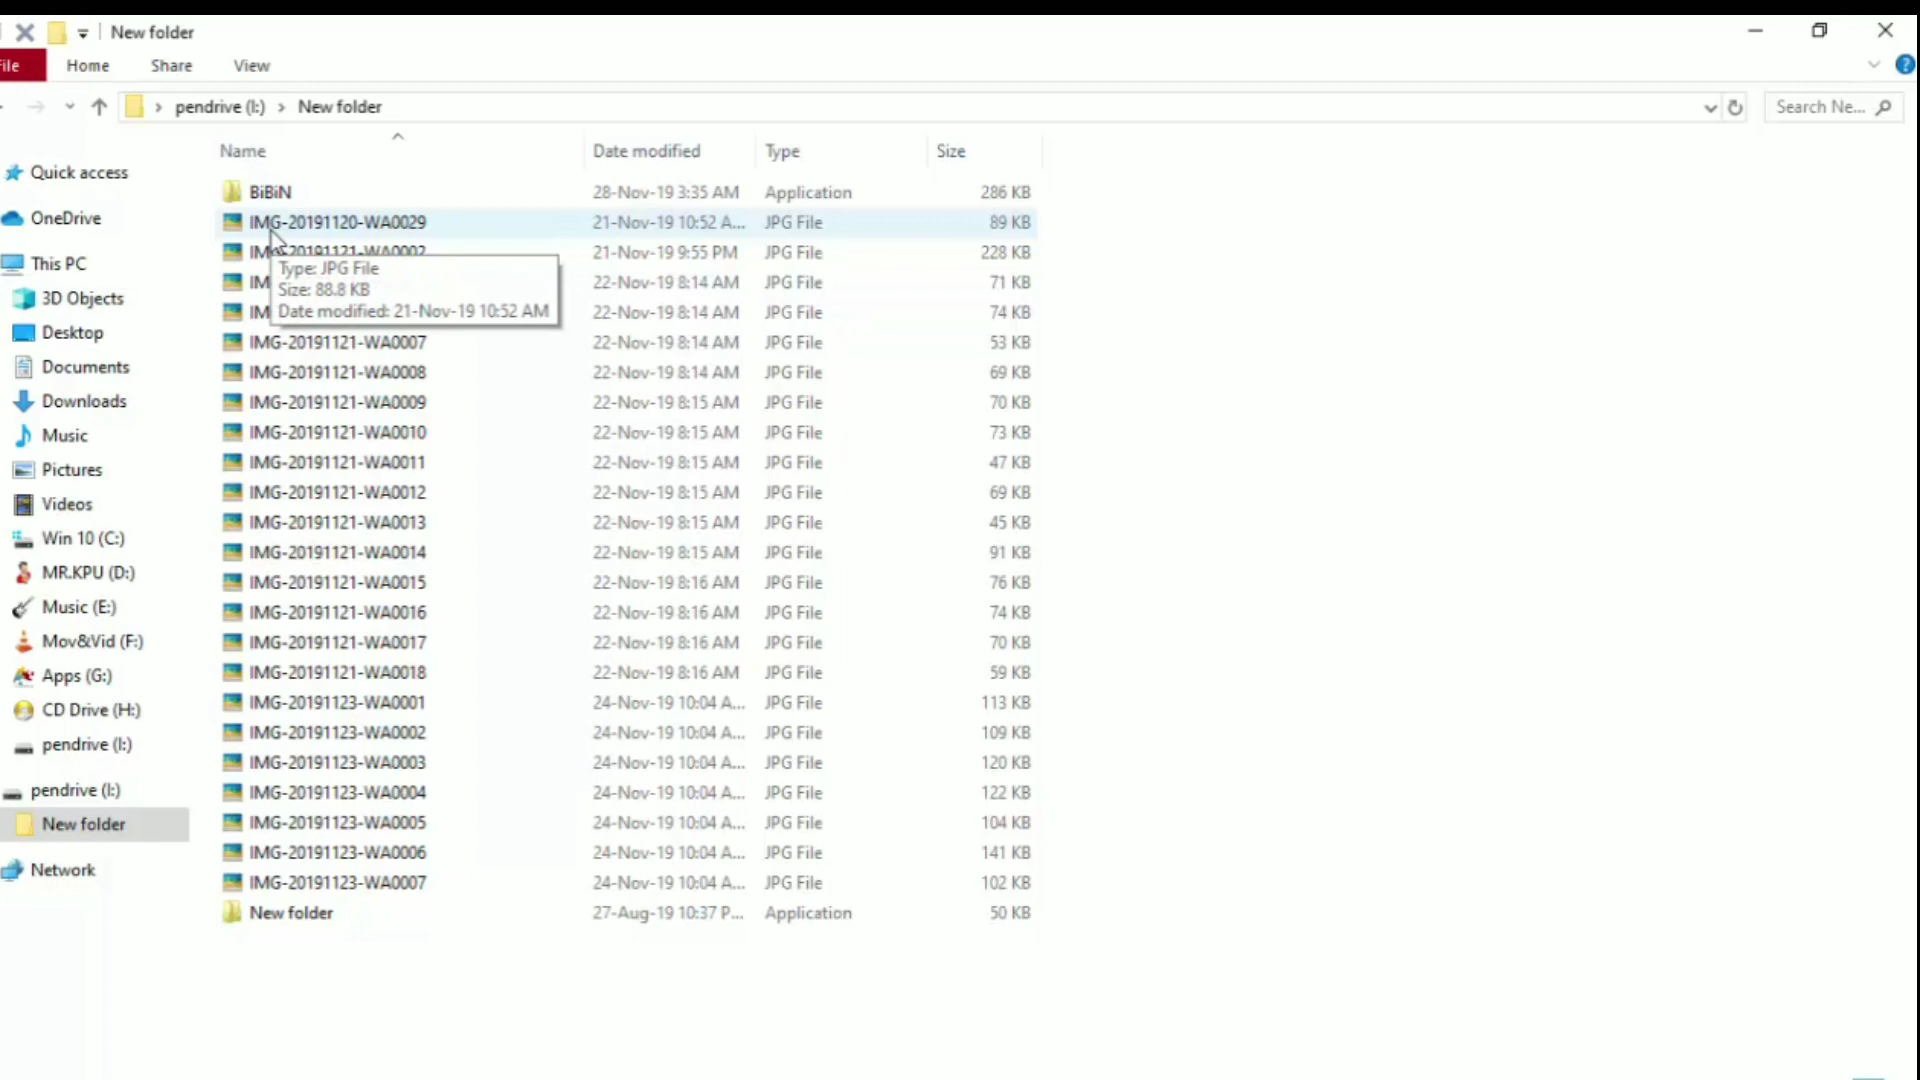 New folder
File Home Share View
pendrive (I:) New folder Search Ne...
Name Date modified Type Size
Quick access
OneDrive
This PC
3D Objects
Desktop
Documents
Downloads
Music
Pictures
Videos
Win 10 (C:)
MR.KPU (D:)
Music (E:)
Mov&Vid (F:)
Apps (G:)
CD Drive (H:)
pendrive (I:)
pendrive (I:)
New folder
Network
BiBiN 28-Nov-19 3:35 AM Application 286 KB
IMG-20191120-WA0029 21-Nov-19 10:52 A... JPG File 89 KB
IMG-20191121-WA0002 21-Nov-19 9:55 PM JPG File 228 KB
Type: JPG File
Size: 88.8 KB
Date modified: 21-Nov-19 10:52 AM
IM 22-Nov-19 8:14 AM JPG File 71 KB
IM 22-Nov-19 8:14 AM JPG File 74 KB
IMG-20191121-WA0007 22-Nov-19 8:14 AM JPG File 53 KB
IMG-20191121-WA0008 22-Nov-19 8:14 AM JPG File 69 KB
IMG-20191121-WA0009 22-Nov-19 8:15 AM JPG File 70 KB
IMG-20191121-WA0010 22-Nov-19 8:15 AM JPG File 73 KB
IMG-20191121-WA0011 22-Nov-19 8:15 AM JPG File 47 KB
IMG-20191121-WA0012 22-Nov-19 8:15 AM JPG File 69 KB
IMG-20191121-WA0013 22-Nov-19 8:15 AM JPG File 45 KB
IMG-20191121-WA0014 22-Nov-19 8:15 AM JPG File 91 KB
IMG-20191121-WA0015 22-Nov-19 8:16 AM JPG File 76 KB
IMG-20191121-WA0016 22-Nov-19 8:16 AM JPG File 74 KB
IMG-20191121-WA0017 22-Nov-19 8:16 AM JPG File 70 KB
IMG-20191121-WA0018 22-Nov-19 8:16 AM JPG File 59 KB
IMG-20191123-WA0001 24-Nov-19 10:04 A... JPG File 113 KB
IMG-20191123-WA0002 24-Nov-19 10:04 A... JPG File 109 KB
IMG-20191123-WA0003 24-Nov-19 10:04 A... JPG File 120 KB
IMG-20191123-WA0004 24-Nov-19 10:04 A... JPG File 122 KB
IMG-20191123-WA0005 24-Nov-19 10:04 A... JPG File 104 KB
IMG-20191123-WA0006 24-Nov-19 10:04 A... JPG File 141 KB
IMG-20191123-WA0007 24-Nov-19 10:04 A... JPG File 102 KB
New folder 27-Aug-19 10:37 P... Application 50 KB